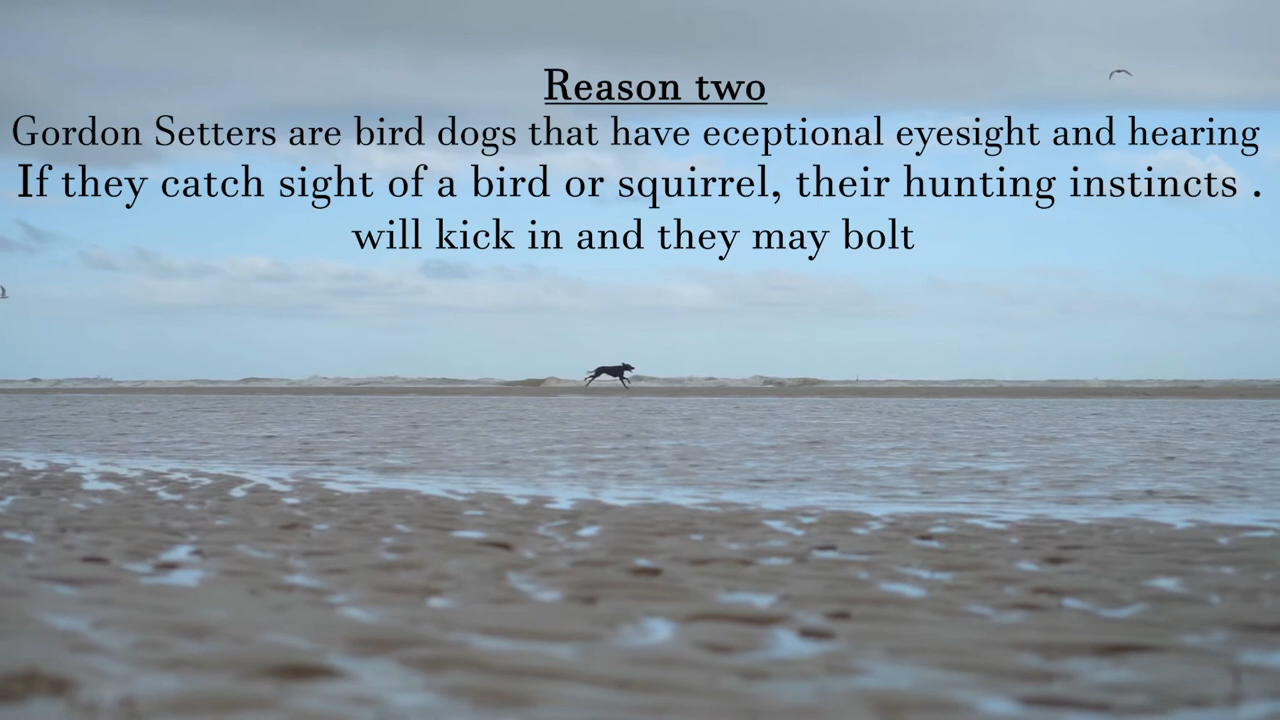 Reason two
Gordon Setters are bird dogs that have eceptional eyesight and hearing
If they catch sight of a bird or squirrel, their hunting instincts .
will kick in and they may bolt